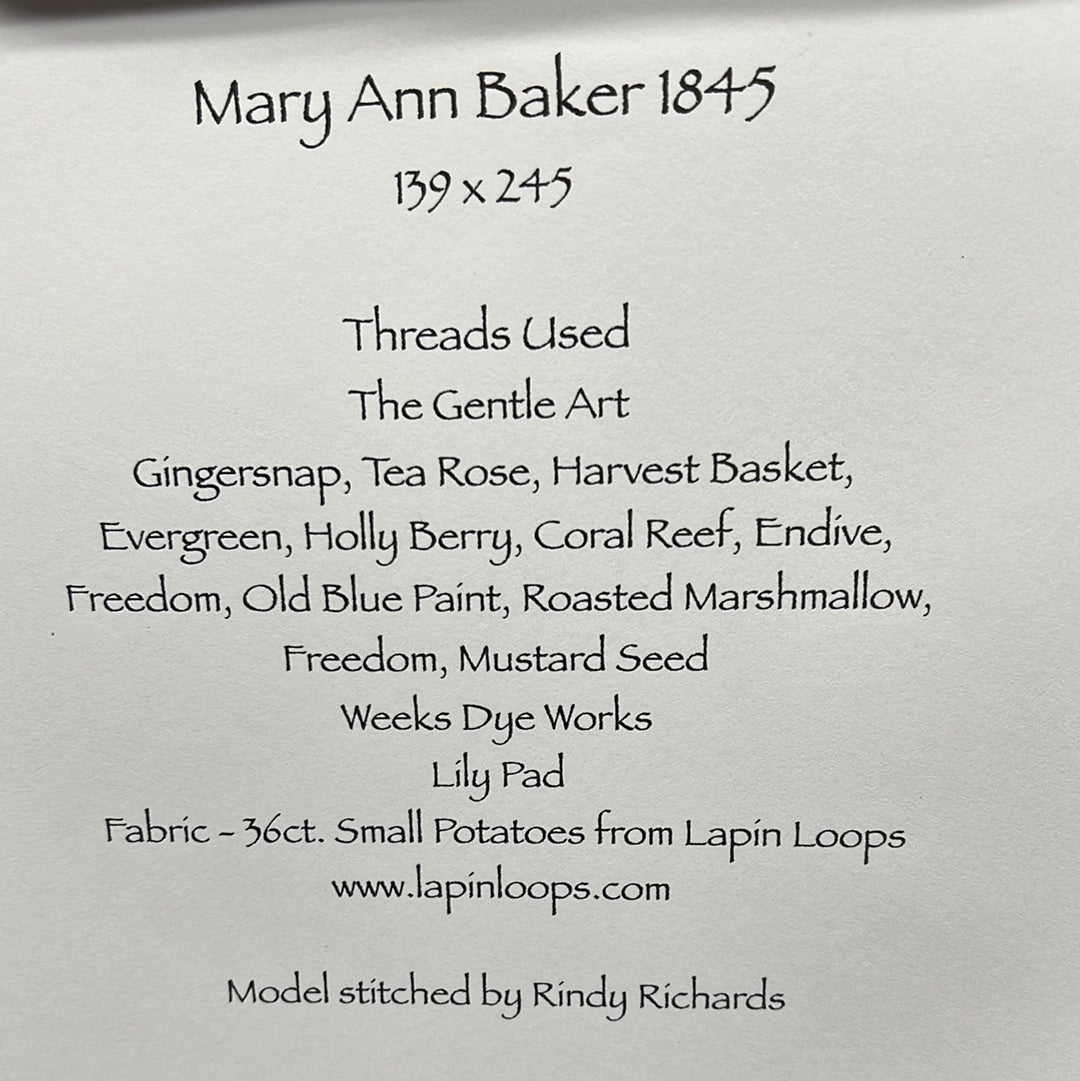 Mary Ann Baker 1845
139 x 245
Threads Used
The Gentle Art
Gingersnap, Tea Rose, Harvest Basket,
Evergreen, Holly Berry, Coral Reef, Endive,
Freedom, Old Blue Paint, Roasted Marshmallow,
Freedom, Mustard Seed
Weeks Dye Works
Lily Pad
Fabric - 36ct. Small Potatoes from Lapin Loops
www.lapinloops.com
Model stitched by Rindy Richards